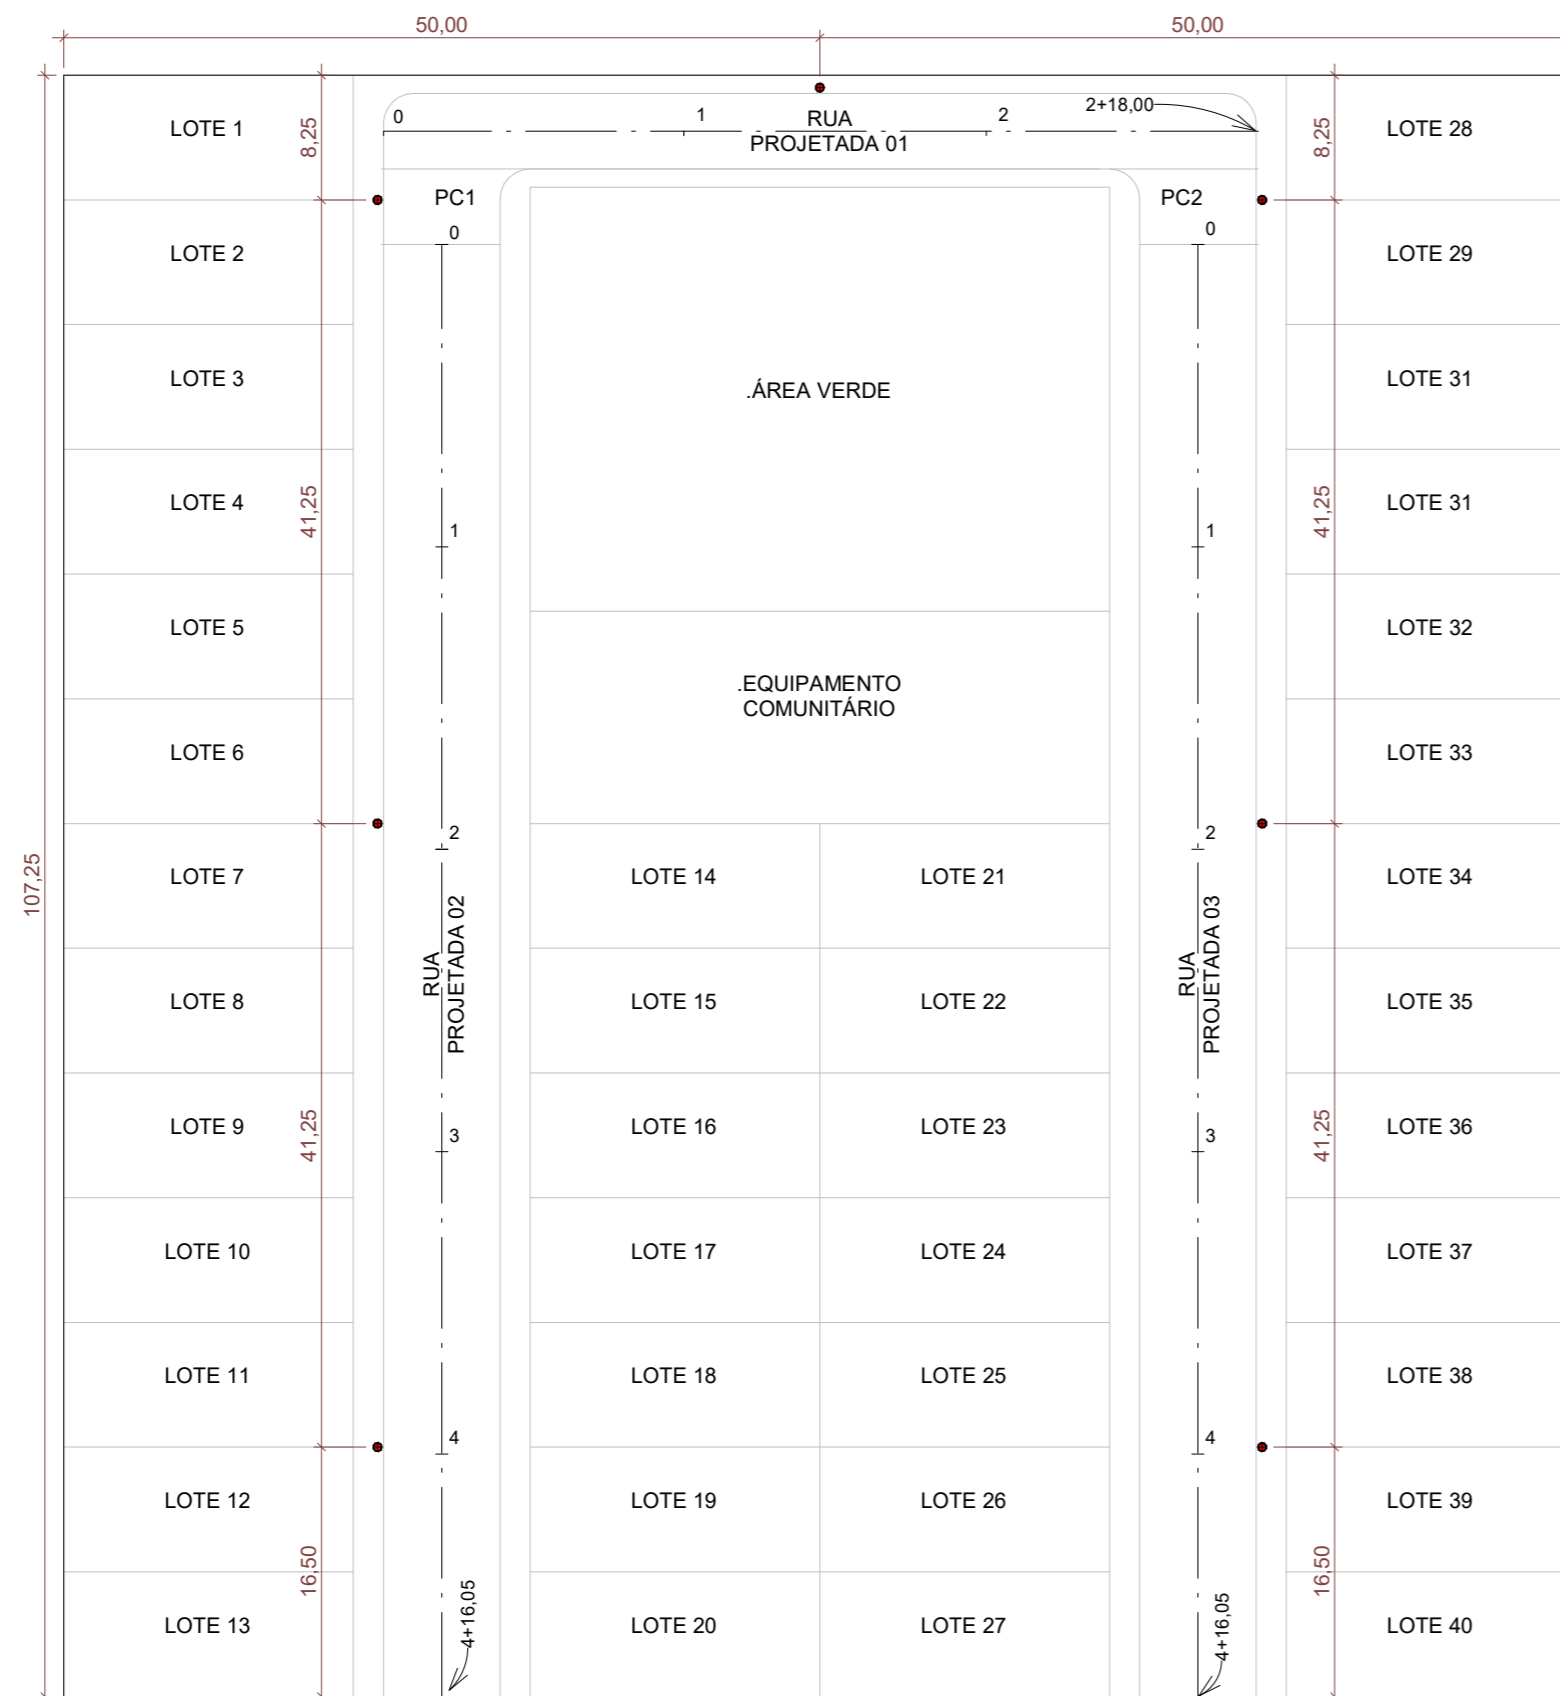 50,00
50,00
LOTE 1
8,25
0
1
RUA
PROJETADA 01
2
2+18,00
8,25
LOTE 28
PC1
PC2
0
0
LOTE 2
LOTE 29
LOTE 3
.ÁREA VERDE
LOTE 31
LOTE 4
41,25
1
1
41,25
LOTE 31
LOTE 5
LOTE 32
.EQUIPAMENTO
COMUNITÁRIO
LOTE 6
LOTE 33
2
2
107,25
LOTE 7
LOTE 14
LOTE 21
LOTE 34
RUA
PROJETADA 02
RUA
PROJETADA 03
LOTE 8
LOTE 15
LOTE 22
LOTE 35
LOTE 9
41,25
3
LOTE 16
LOTE 23
3
41,25
LOTE 36
LOTE 10
LOTE 17
LOTE 24
LOTE 37
LOTE 11
LOTE 18
LOTE 25
LOTE 38
4
4
LOTE 12
LOTE 19
LOTE 26
LOTE 39
16,50
16,50
4+16,05
4+16,05
LOTE 13
LOTE 20
LOTE 27
LOTE 40